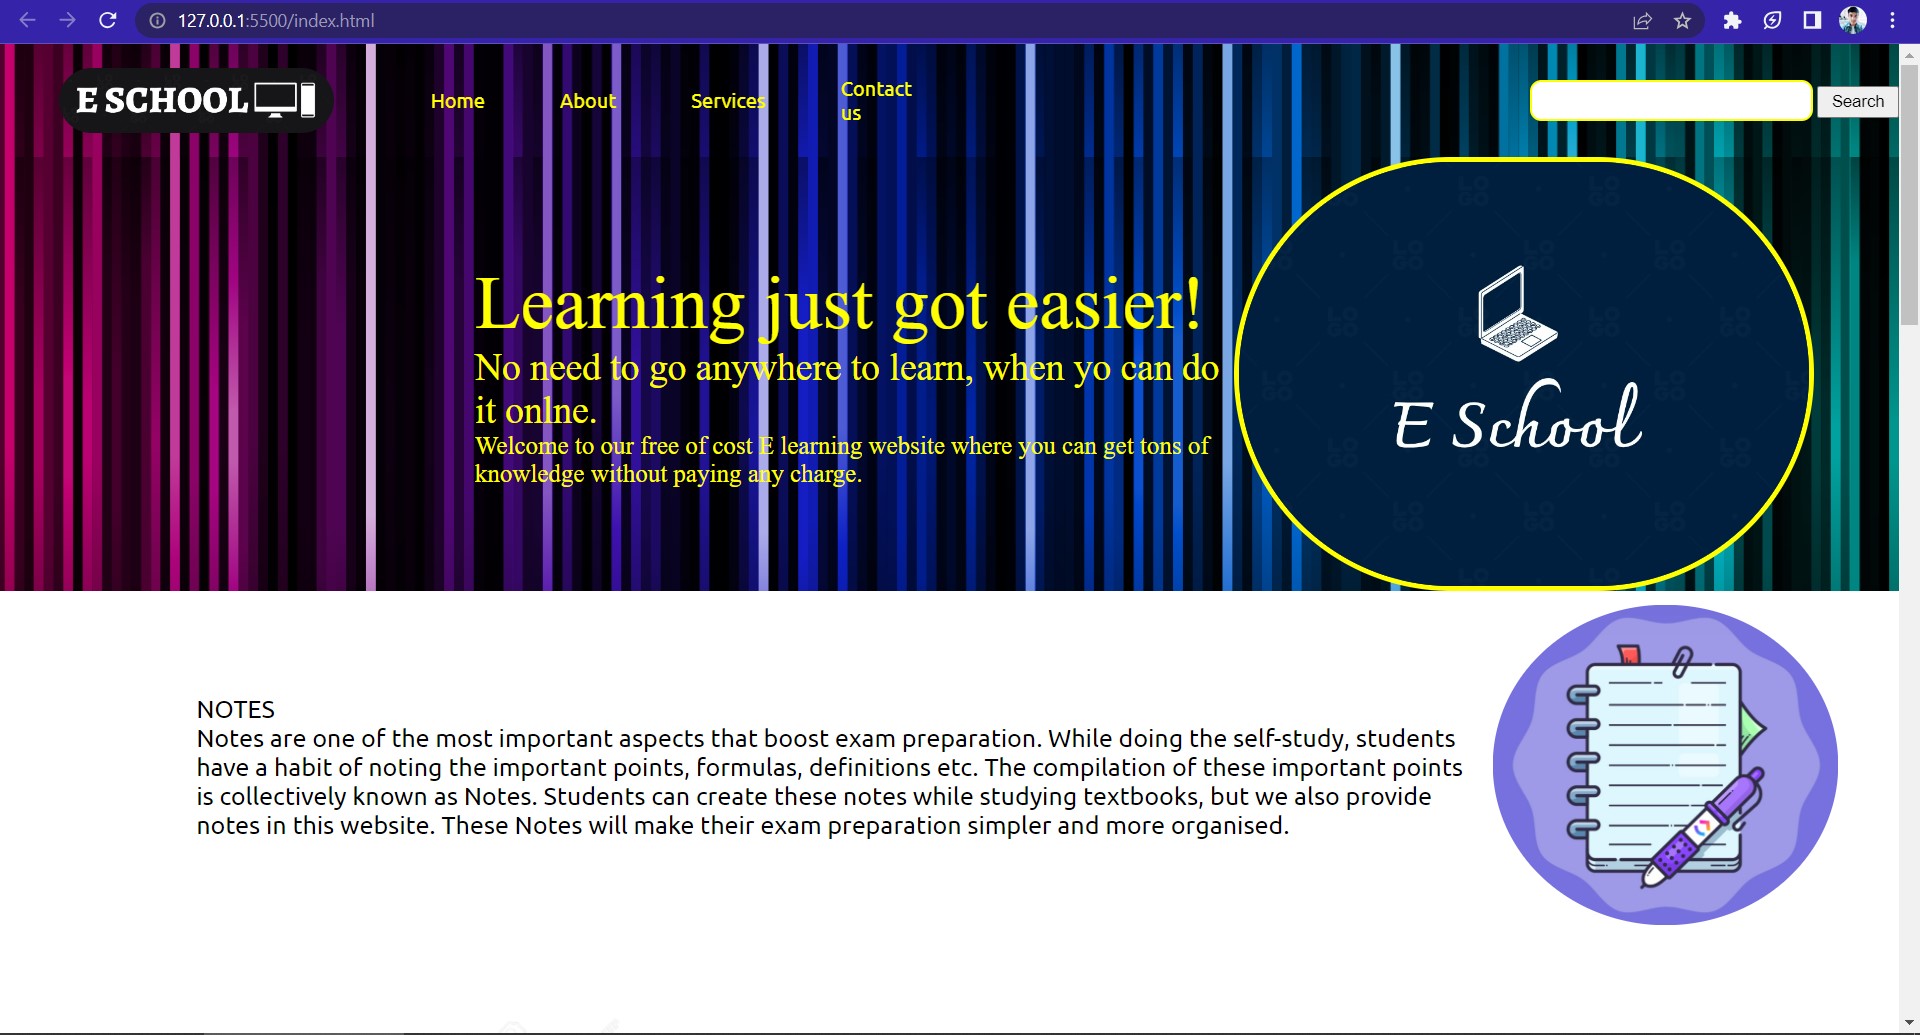 127.0.0.1:5500/index.html
E SCHOOL
Home
About
Services
Contact
us
Search
Learning just got easier!
No need to go anywhere to learn, when yo can do
it onlne.
Welcome to our free of cost E learning website where you can get tons of
knowledge without paying any charge.
E School
NOTES
Notes are one of the most important aspects that boost exam preparation. While doing the self-study, students
have a habit of noting the important points, formulas, definitions etc. The compilation of these important points
is collectively known as Notes. Students can create these notes while studying textbooks, but we also provide
notes in this website. These Notes will make their exam preparation simpler and more organised.